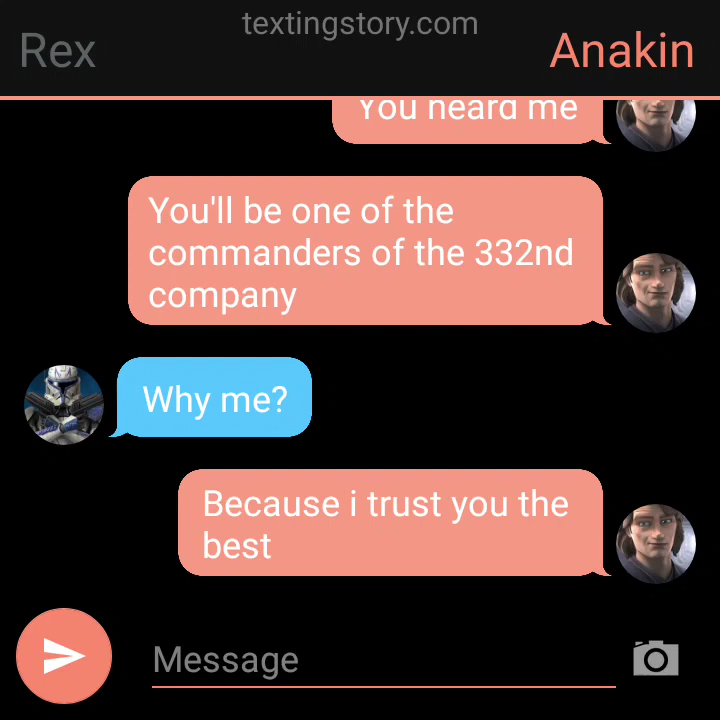 textingstory.com
Rex
Anakin
You heard me
You'll be one of the
commanders of the 332nd
company
Why me?
Because i trust you the
best
Message